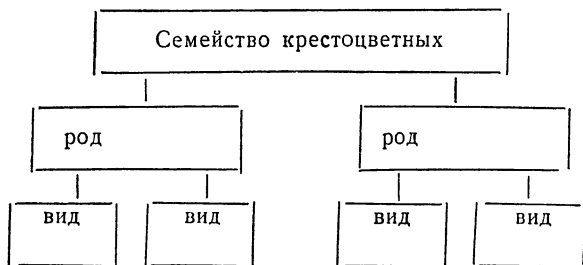 Семейство крестоцветных
род род
вид вид вид вид